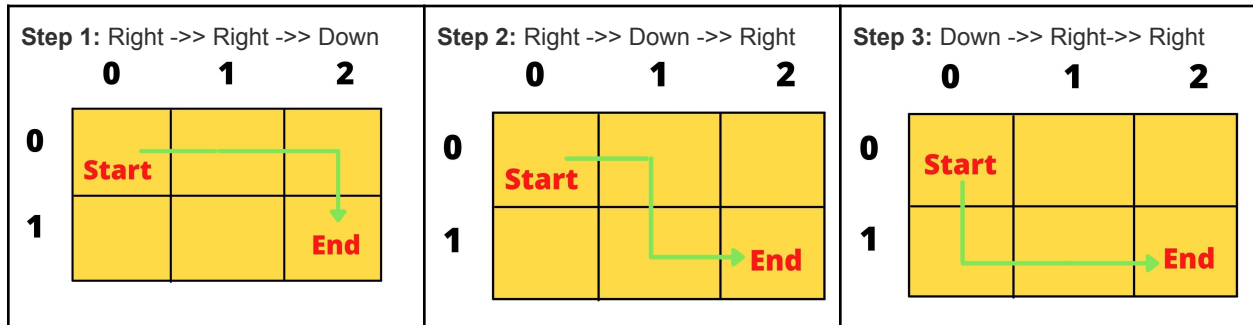 Step 1: Right ->> Right ->> Down
0 1 2
0
Start
1
End
Step 2: Right ->> Down ->> Right
0 1 2
0
Start
1
End
Step 3: Down ->> Right->> Right
0 1 2
0
Start
1
End